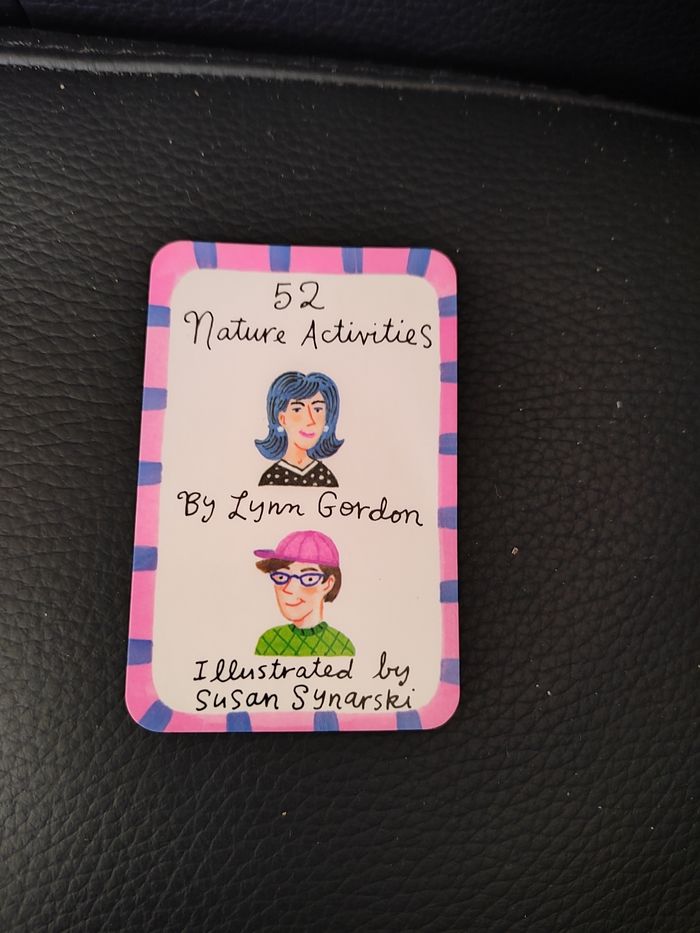 52
Nature Activities
By Lynn Gordon
Illustrated by
Susan Synarski